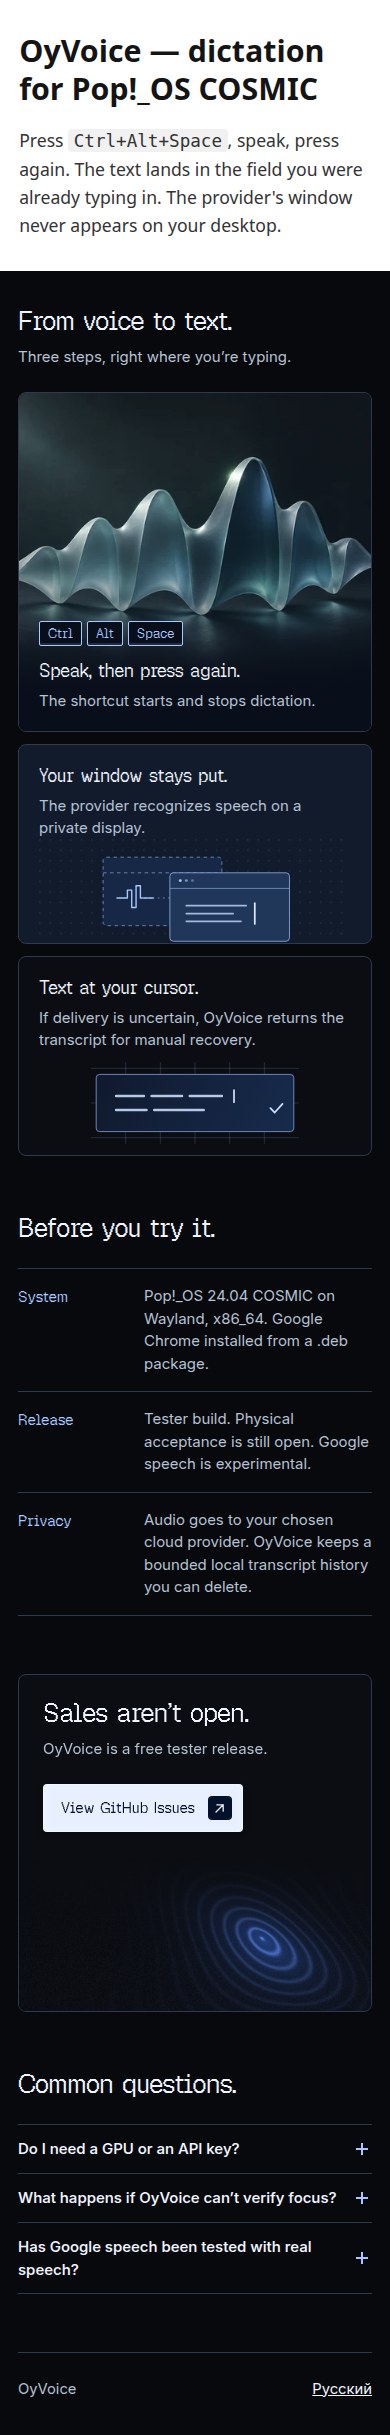 OyVoice — dictation
for Pop!_OS COSMIC
Press Ctrl+Alt+Space, speak, press
again. The text lands in the field you were
already typing in. The provider's window
never appears on your desktop.
From voice to text.
Three steps, right where you’re typing.
Ctrl Alt Space
Speak, then press again.
The shortcut starts and stops dictation.
Your window stays put.
The provider recognizes speech on a
private display.
Text at your cursor.
If delivery is uncertain, OyVoice returns the
transcript for manual recovery.
Before you try it.
System
Pop!_OS 24.04 COSMIC on
Wayland, x86_64. Google
Chrome installed from a .deb
package.
Release
Tester build. Physical
acceptance is still open. Google
speech is experimental.
Privacy
Audio goes to your chosen
cloud provider. OyVoice keeps a
bounded local transcript history
you can delete.
Sales aren’t open.
OyVoice is a free tester release.
View GitHub Issues
Common questions.
Do I need a GPU or an API key?
What happens if OyVoice can’t verify focus?
Has Google speech been tested with real
speech?
OyVoice
Русский